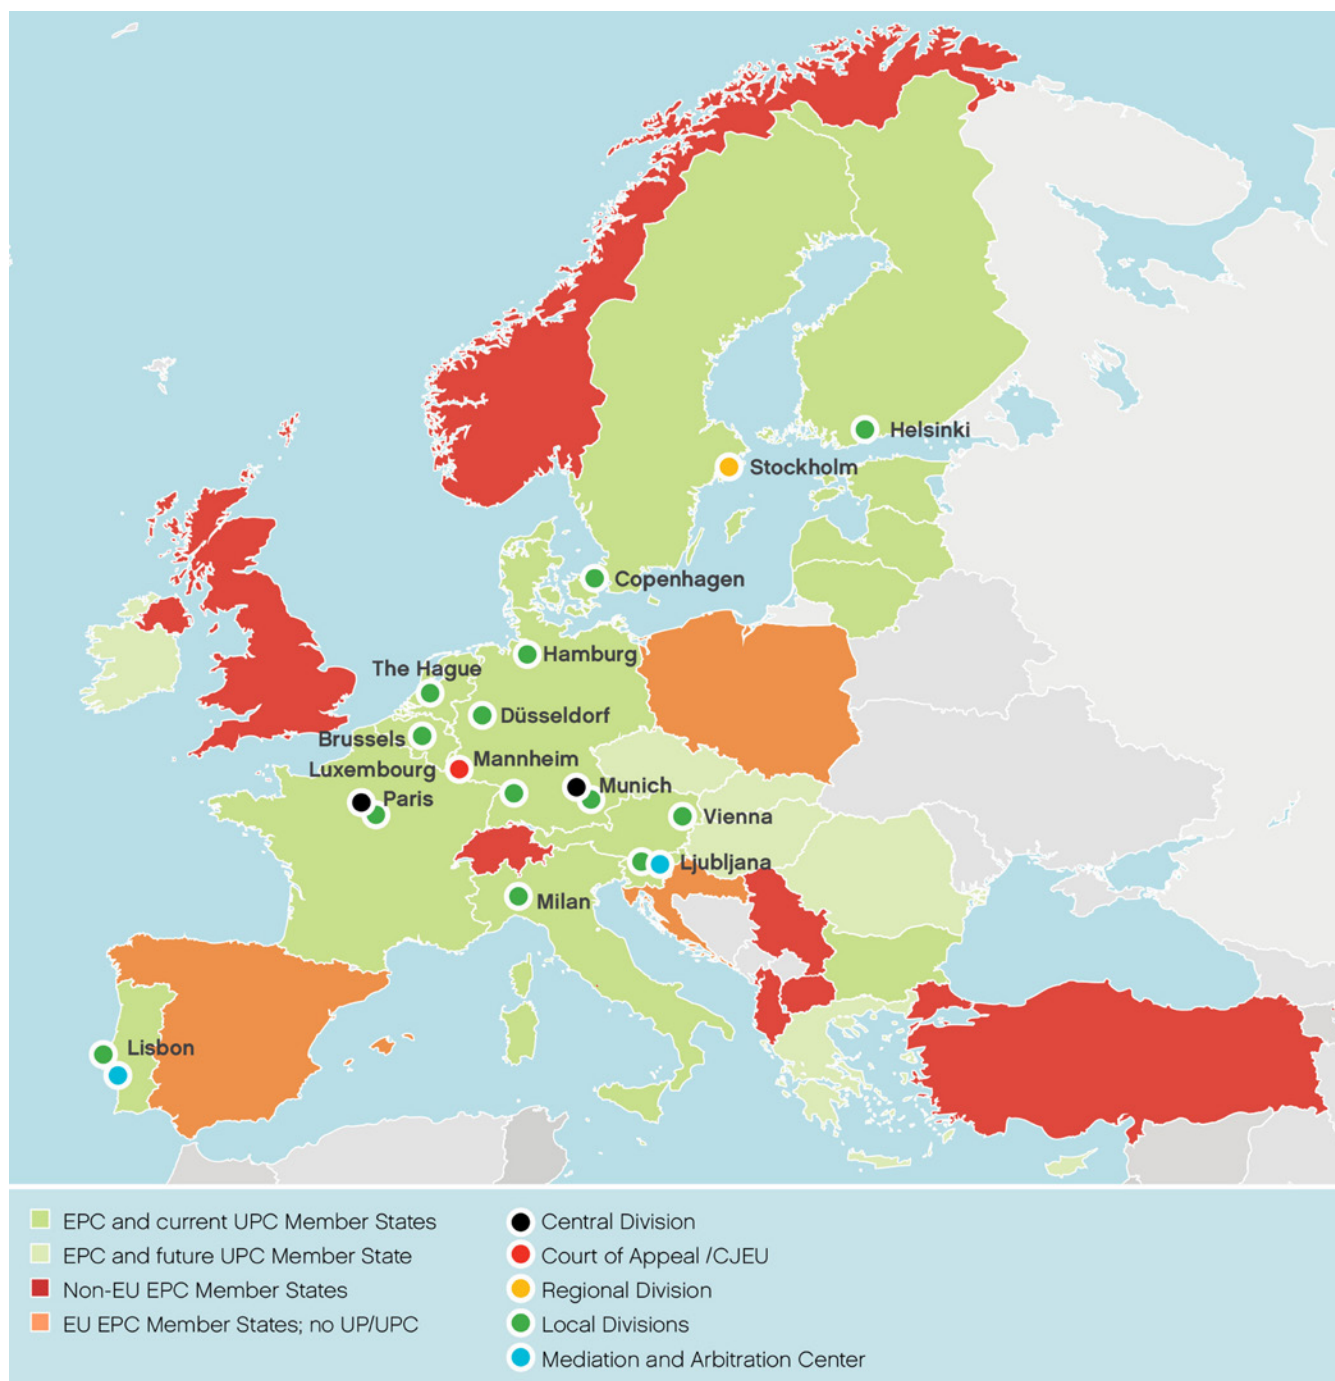 Helsinki
Stockholm
Copenhagen
Hamburg
The Hague
Düsseldorf
Brussels
Mannheim
Luxembourg
Munich
Paris
Vienna
Ljubljana
Milan
Lisbon
EPC and current UPC Member States
EPC and future UPC Member State
Non-EU EPC Member States
EU EPC Member States; no UP/UPC
Central Division
Court of Appeal /CJEU
Regional Division
Local Divisions
Mediation and Arbitration Center